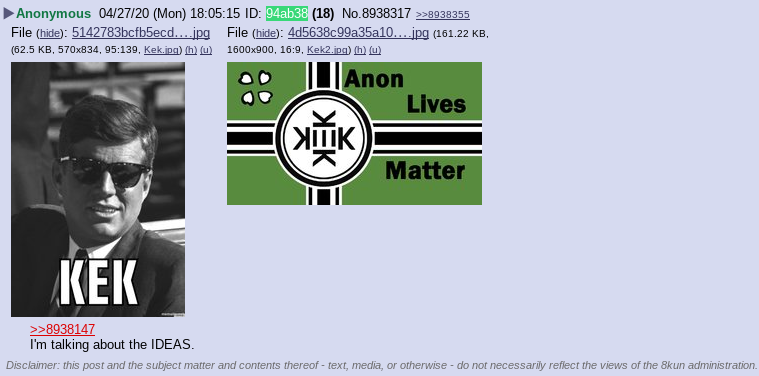 Anonymous 04/27/20 (Mon) 18:05:15 ID: 94ab38 (18) No.8938317 >>8938355
File (hide): 5142783bcfb5ecd….jpg
(62.5 KB, 570x834, 95:139, Kek.jpg) (h) (u)
File (hide): 4d5638c99a35a10….jpg (161.22 KB,
1600x900, 16:9, Kek2.jpg) (h) (u)
KEK
Anon
Lives
KEK
Matter
>>8938147
I'm talking about the IDEAS.
Disclaimer: this post and the subject matter and contents thereof - text, media, or otherwise - do not necessarily reflect the views of the 8kun administration.